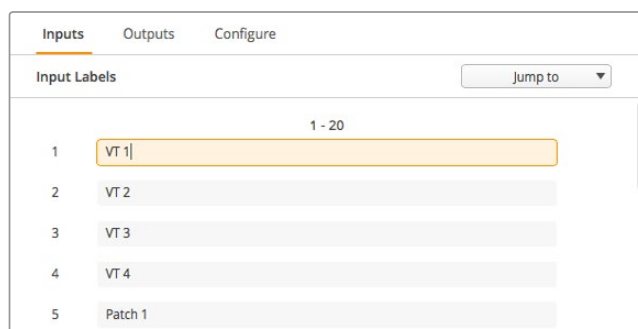 Inputs Outputs Configure
Input Labels Jump to
1 - 20
1 VT 1
2 VT 2
3 VT 3
4 VT 4
5 Patch 1